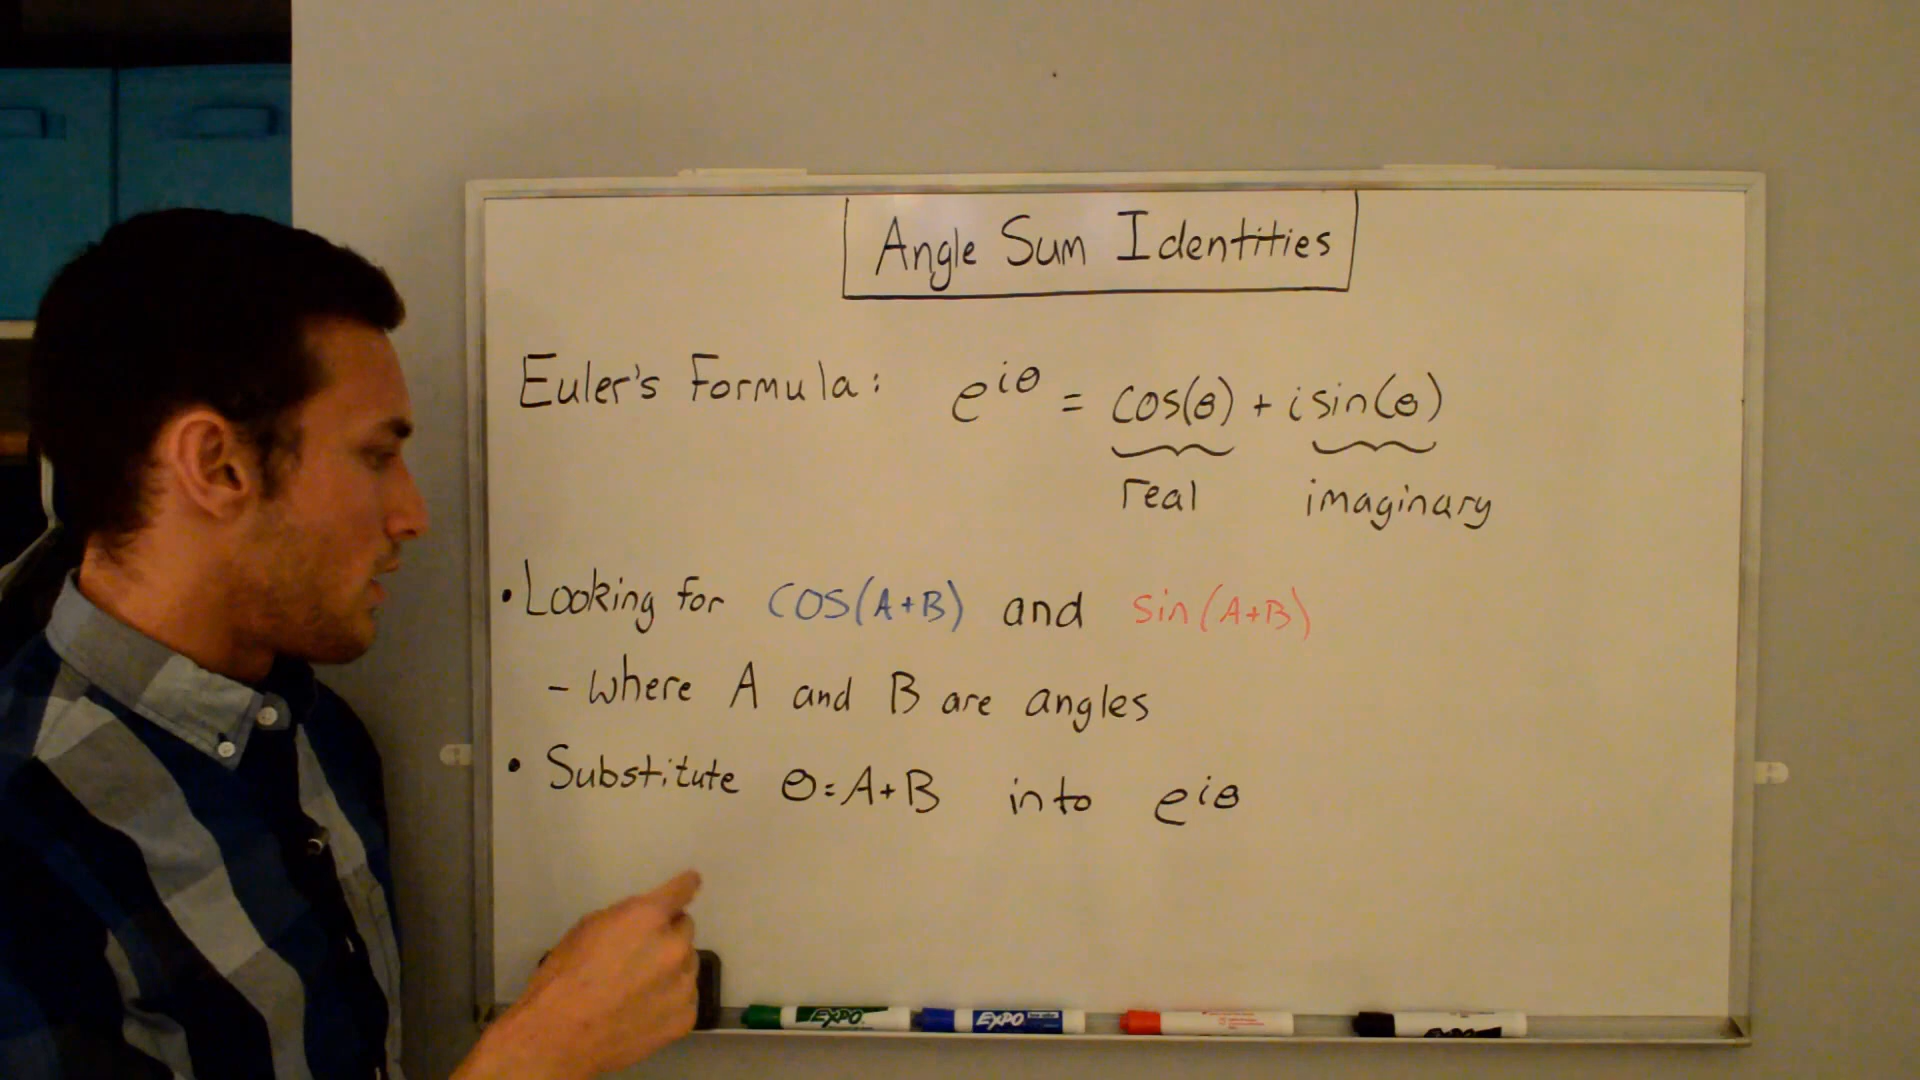 Angle Sum Identities
Euler's Formula: e^{iθ} = cos(θ) + i sin(θ)
real imaginary
• Looking for cos(A+B) and sin(A+B)
- Where A and B are angles
• Substitute θ=A+B into e^{iθ}
EXPO EXPO EXPO